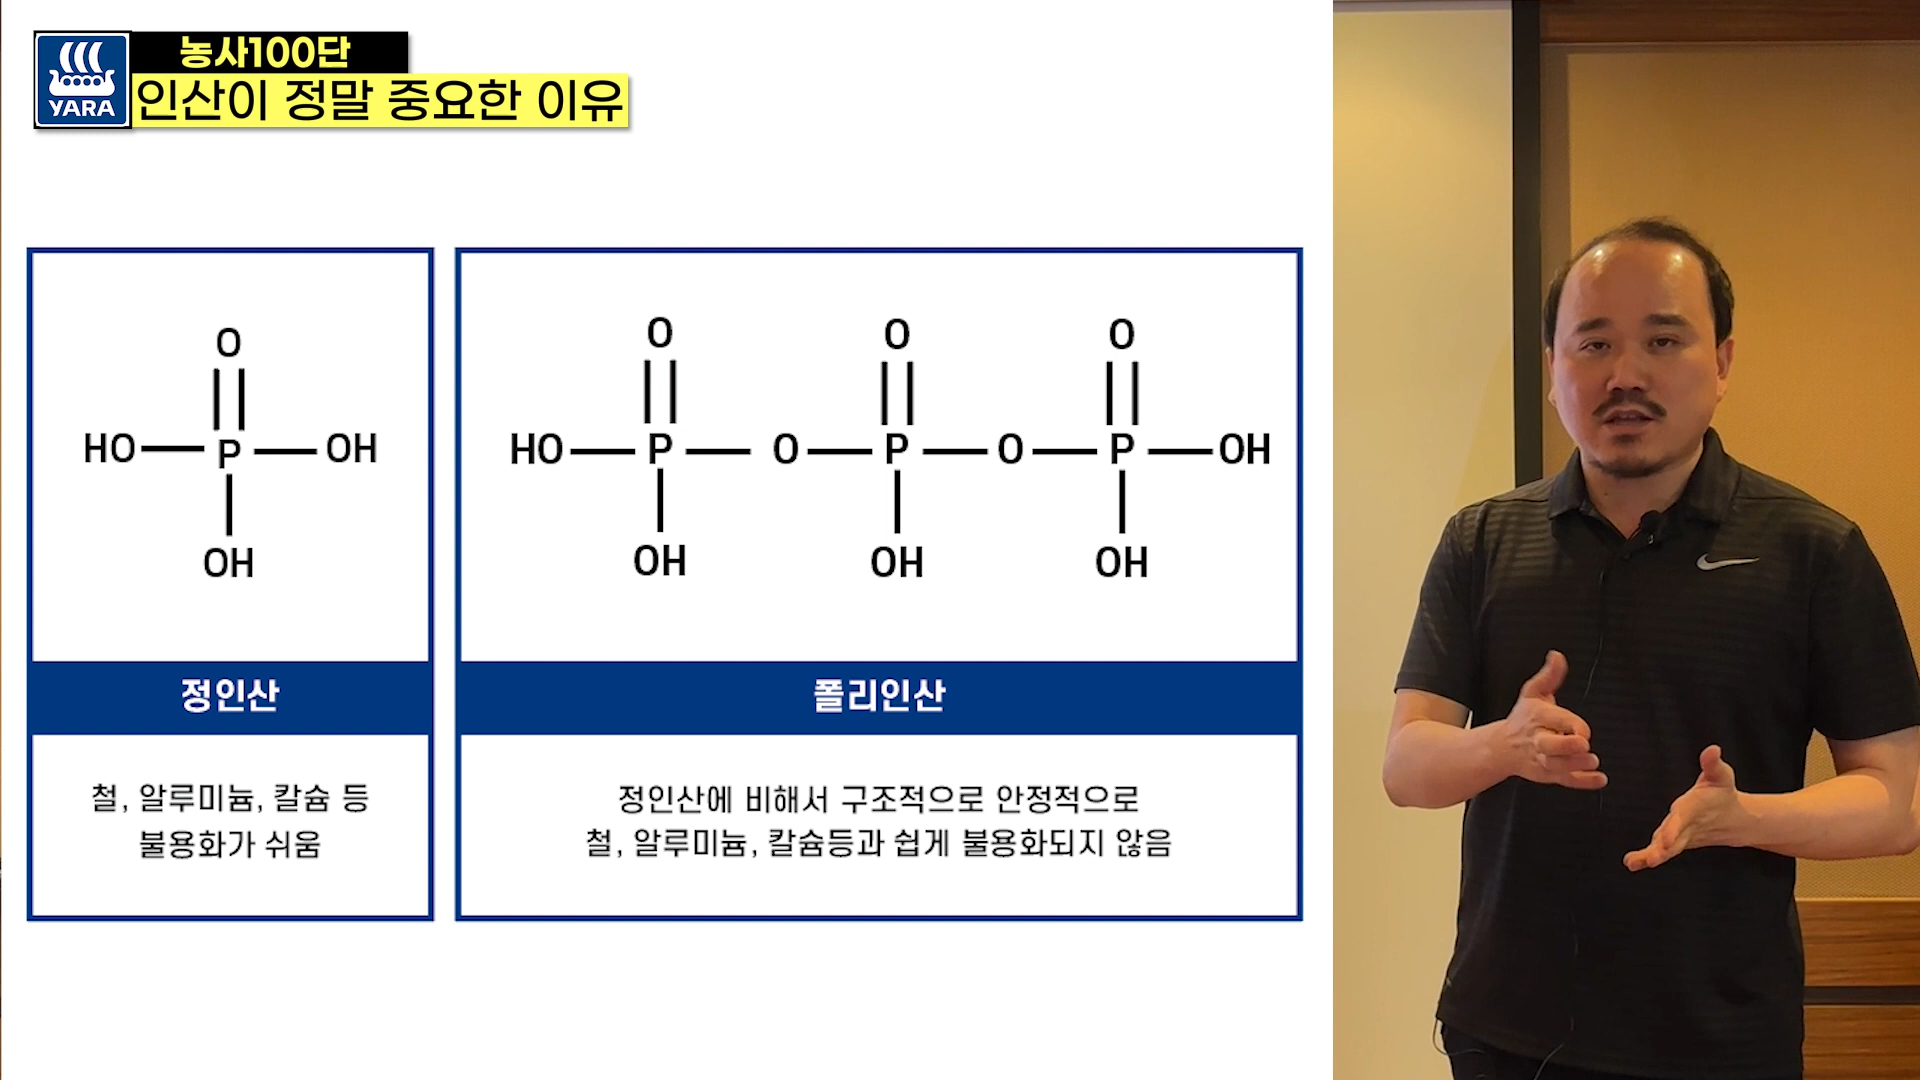 농사100단
YARA
인산이 정말 중요한 이유
O
HO P OH
OH
O O O
HO P O P O P OH
OH OH OH
정인산
폴리인산
철, 알루미늄, 칼슘 등
불용화가 쉬움
정인산에 비해서 구조적으로 안정적으로
철, 알루미늄, 칼슘등과 쉽게 불용화되지 않음